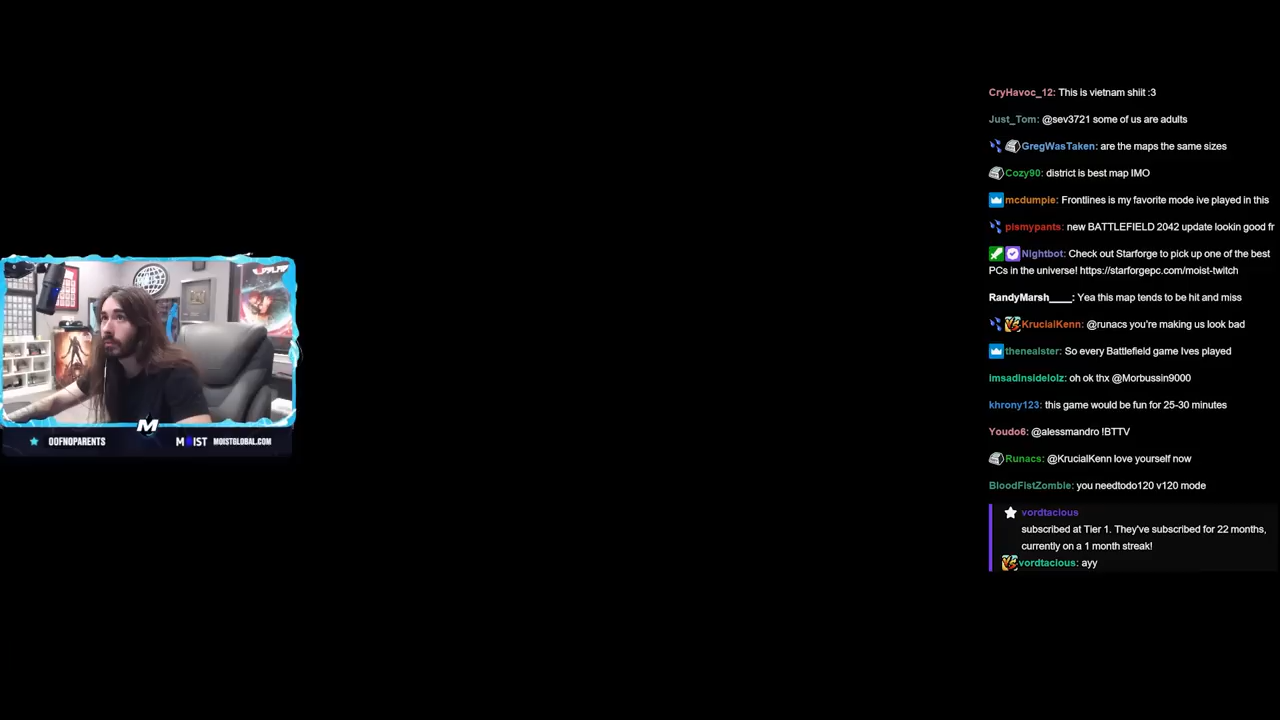 CryHavoc_12: This is vietnam shiit :3
Just_Tom: @sev3721 some of us are adults
GregWasTaken: are the maps the same sizes
Cozy90: district is best map IMO
mcdumple: Frontlines is my favorite mode ive played in this
pismypants: new BATTLEFIELD 2042 update lookin good fr
Nightbot: Check out Starforge to pick up one of the best
PCs in the universe! https://starforgepc.com/moist-twitch
RandyMarsh____: Yea this map tends to be hit and miss
KrucialKenn: @runacs you're making us look bad
thenealster: So every Battlefield game Ives played
imsadinsidelolz: oh ok thx @Morbussin9000
khrony123: this game would be fun for 25-30 minutes
Youdo6: @alessmandro !BTTV
Runacs: @KrucialKenn love yourself now
BloodFistZombie: you needtodo120 v120 mode
vordtacious
subscribed at Tier 1. They've subscribed for 22 months,
currently on a 1 month streak!
vordtacious: ayy
M
OOFNOPARENTS
MOIST
MOISTGLOBAL.COM